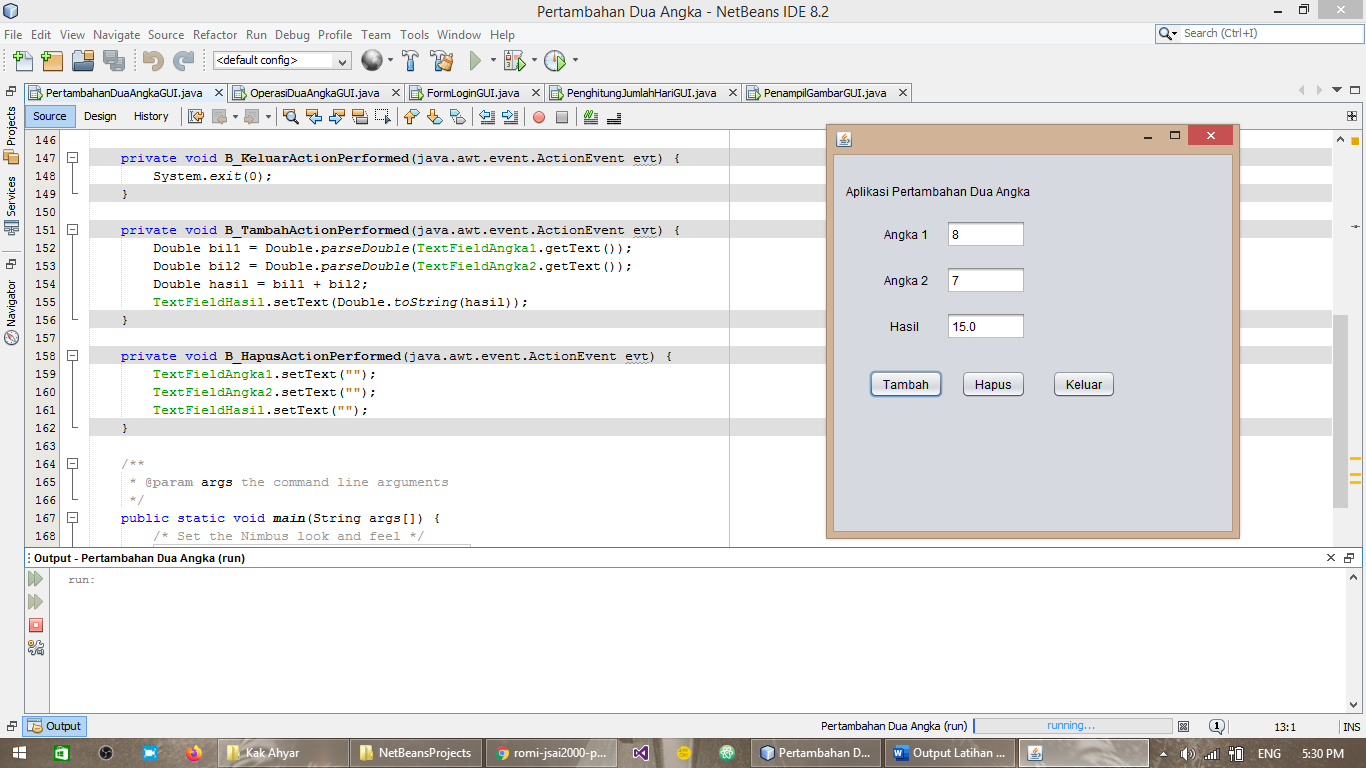 Pertambahan Dua Angka - NetBeans IDE 8.2
File Edit View Navigate Source Refactor Run Debug Profile Team Tools Window Help
Search (Ctrl+I)
<default config>
PertambahanDuaAngkaGUI.java OperasiDuaAngkaGUI.java FormLoginGUI.java PenghitungJumlahHariGUI.java PenampilGambarGUI.java
Source Design History
Projects
Services
Navigator
146
147 private void B_KeluarActionPerformed(java.awt.event.ActionEvent evt) {
148 System.exit(0);
149 }
150
151 private void B_TambahActionPerformed(java.awt.event.ActionEvent evt) {
152 Double bil1 = Double.parseDouble(TextFieldAngka1.getText());
153 Double bil2 = Double.parseDouble(TextFieldAngka2.getText());
154 Double hasil = bil1 + bil2;
155 TextFieldHasil.setText(Double.toString(hasil));
156 }
157
158 private void B_HapusActionPerformed(java.awt.event.ActionEvent evt) {
159 TextFieldAngka1.setText("");
160 TextFieldAngka2.setText("");
161 TextFieldHasil.setText("");
162 }
163
164 /**
165 * @param args the command line arguments
166 */
167 public static void main(String args[]) {
168 /* Set the Nimbus look and feel */
Aplikasi Pertambahan Dua Angka
Angka 1 8
Angka 2 7
Hasil 15.0
Tambah Hapus Keluar
Output - Pertambahan Dua Angka (run)
run:
Output
Pertambahan Dua Angka (run) running... 1 13:1 INS
Kak Ahyar NetBeansProjects romi-jsai2000-p... Pertambahan D... Output Latihan ... ENG 5:30 PM